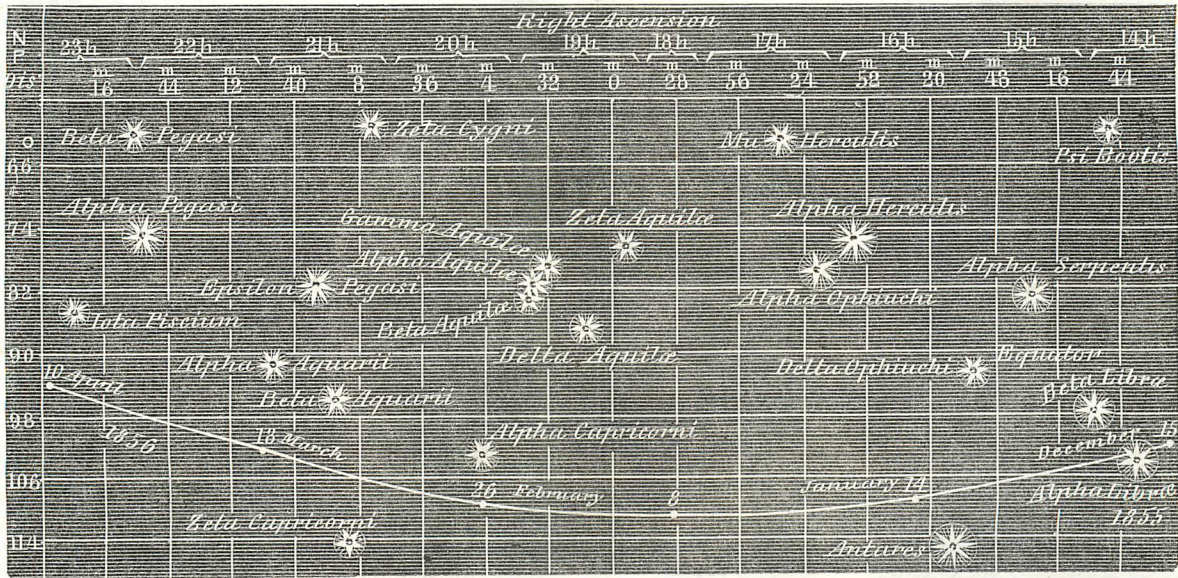 Right Ascension
N P Dis
23h 22h 21h 20h 19h 18h 17h 16h 15h 14h
m 16 44 m 12 40 m 8 36 m 4 32 m 0 m 28 56 m 24 52 m 20 48 m 16 m 44
Beta Pegasi
Zeta Cygni
Mu Herculis
Psi Bootis
66
Alpha Pegasi
Gamma Aquilæ
Zeta Aquilæ
Alpha Herculis
74
Alpha Aquilæ
Alpha Serpentis
Epsilon Pegasi
82
Alpha Ophiuchi
Iota Piscium
Beta Aquilæ
90
Alpha Aquarii
Delta Aquilæ
Delta Ophiuchi
Equator
10 April
Beta Aquarii
Beta Libræ
98
1856
18 March
Alpha Capricorni
December 15
106
26 February 8
January 14
Alpha Libræ
1855
Zeta Capricorni
114
Antares